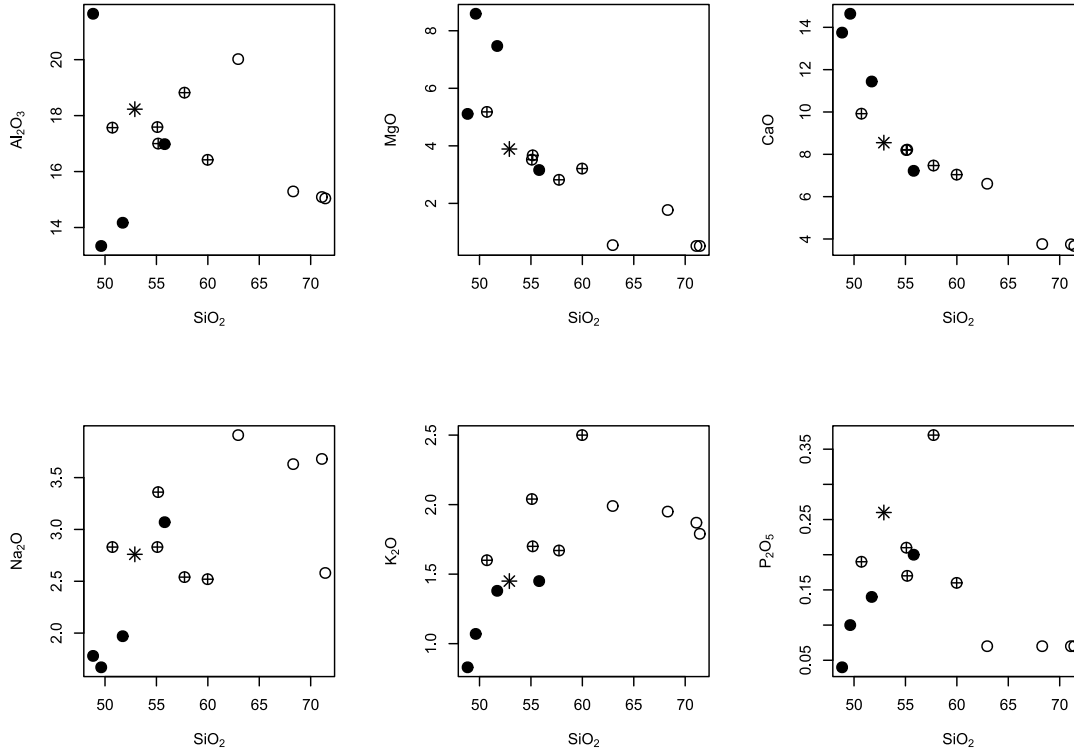 Al₂O₃
14 16 18 20
50 55 60 65 70
SiO₂
MgO
2 4 6 8
50 55 60 65 70
SiO₂
CaO
4 6 8 10 12 14
50 55 60 65 70
SiO₂
Na₂O
2.0 2.5 3.0 3.5
50 55 60 65 70
SiO₂
K₂O
1.0 1.5 2.0 2.5
50 55 60 65 70
SiO₂
P₂O₅
0.05 0.15 0.25 0.35
50 55 60 65 70
SiO₂